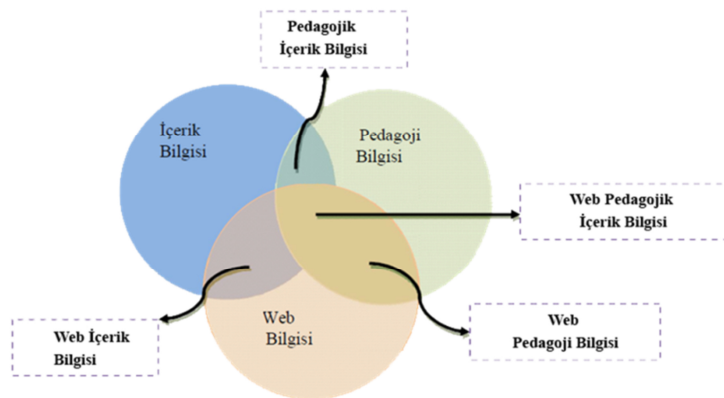 Pedagojik
İçerik Bilgisi
İçerik
Bilgisi
Pedagoji
Bilgisi
Web Pedagojik
İçerik Bilgisi
Web İçerik
Bilgisi
Web
Bilgisi
Web
Pedagoji Bilgisi